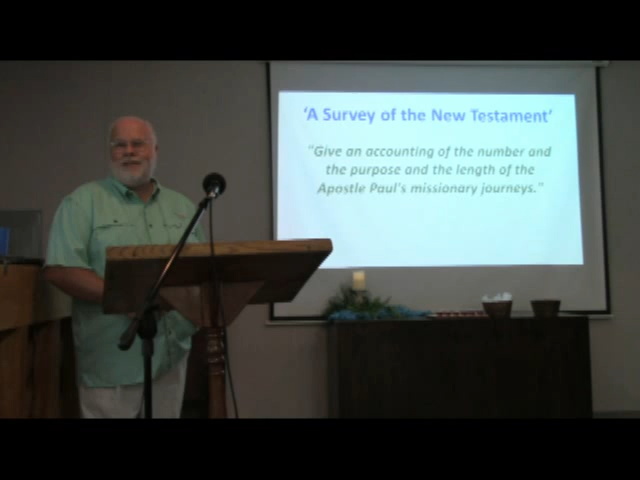 ‘A Survey of the New Testament’
"Give an accounting of the number and
the purpose and the length of the
Apostle Paul's missionary journeys."